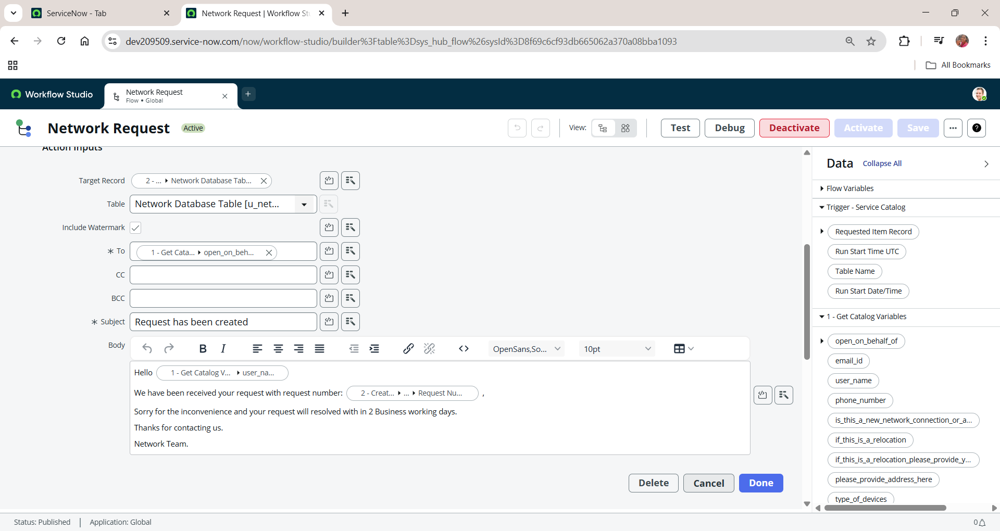 ServiceNow - Tab
Network Request | Workflow St
dev209509.service-now.com/now/workflow-studio/builder%3Ftable%3Dsys_hub_flow%26sysId%3D8f69c6cf93db665062a370a08bba1093
All Bookmarks
Workflow Studio
Network Request
Flow • Global
Network Request
Active
View:
Test
Debug
Deactivate
Activate
Save
Action Inputs
Target Record
2 - ... ▸ Network Database Tab...
Table
Network Database Table [u_net...
Include Watermark
* To
1 - Get Cata... ▸ open_on_beh...
CC
BCC
* Subject
Request has been created
Body
B I
OpenSans,So...
10pt
Hello 1 - Get Catalog V... ▸ user_na...
We have been received your request with request number: 2 - Creat... ▸ ... ▸ Request Nu... ,
Sorry for the inconvenience and your request will resolved with in 2 Business working days.
Thanks for contacting us.
Network Team.
Delete
Cancel
Done
Data
Collapse All
Flow Variables
Trigger - Service Catalog
Requested Item Record
Run Start Time UTC
Table Name
Run Start Date/Time
1 - Get Catalog Variables
open_on_behalf_of
email_id
user_name
phone_number
is_this_a_new_network_connection_or_a...
if_this_is_a_relocation
if_this_is_a_relocation_please_provide_y...
please_provide_address_here
type_of_devices
Status: Published
Application: Global
0